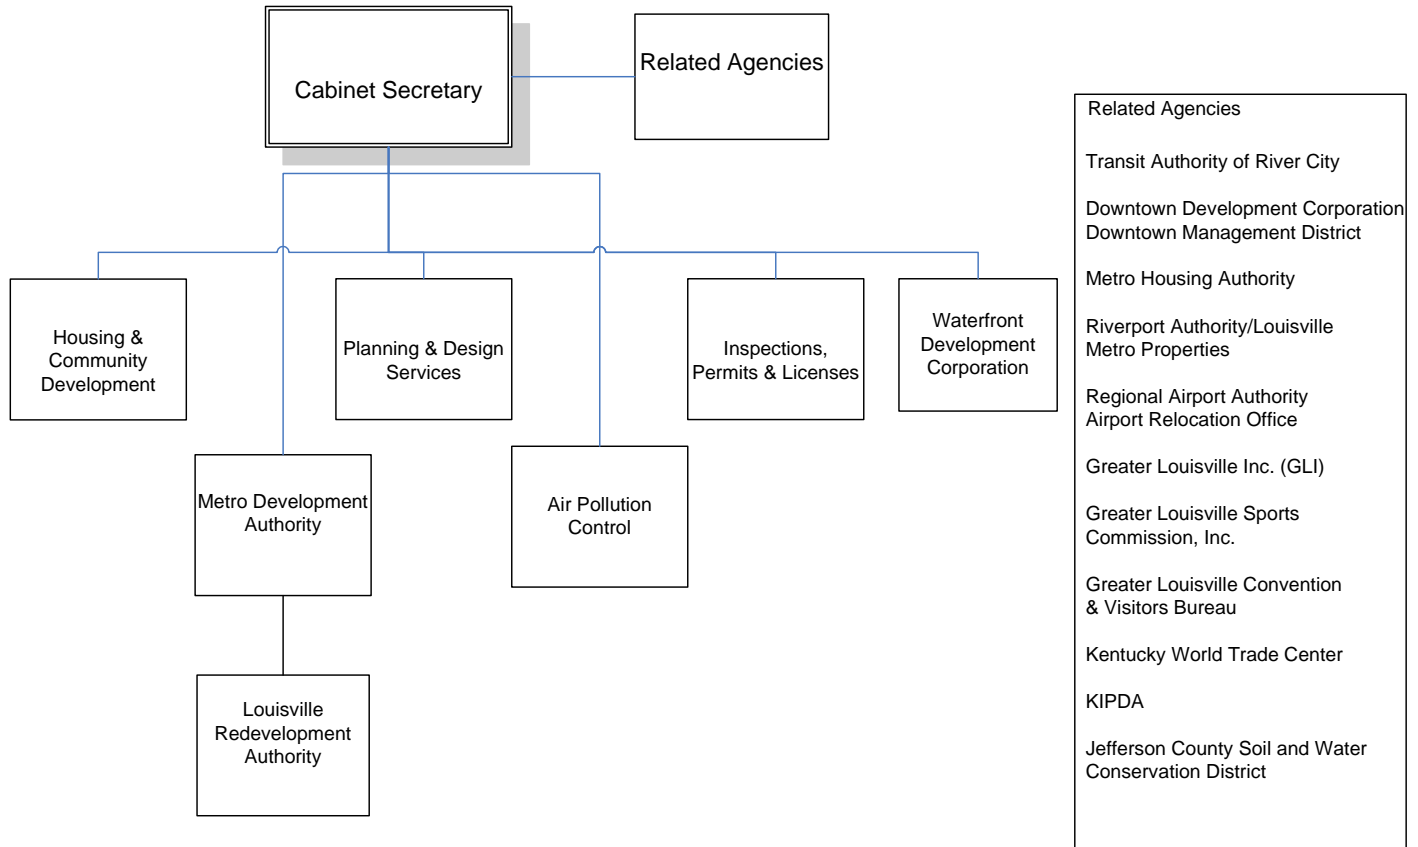 Cabinet Secretary
Related Agencies
Housing &
Community
Development
Planning & Design
Services
Inspections,
Permits & Licenses
Waterfront
Development
Corporation
Metro Development
Authority
Air Pollution
Control
Louisville
Redevelopment
Authority
Related Agencies
Transit Authority of River City
Downtown Development Corporation
Downtown Management District
Metro Housing Authority
Riverport Authority/Louisville
Metro Properties
Regional Airport Authority
Airport Relocation Office
Greater Louisville Inc. (GLI)
Greater Louisville Sports
Commission, Inc.
Greater Louisville Convention
& Visitors Bureau
Kentucky World Trade Center
KIPDA
Jefferson County Soil and Water
Conservation District